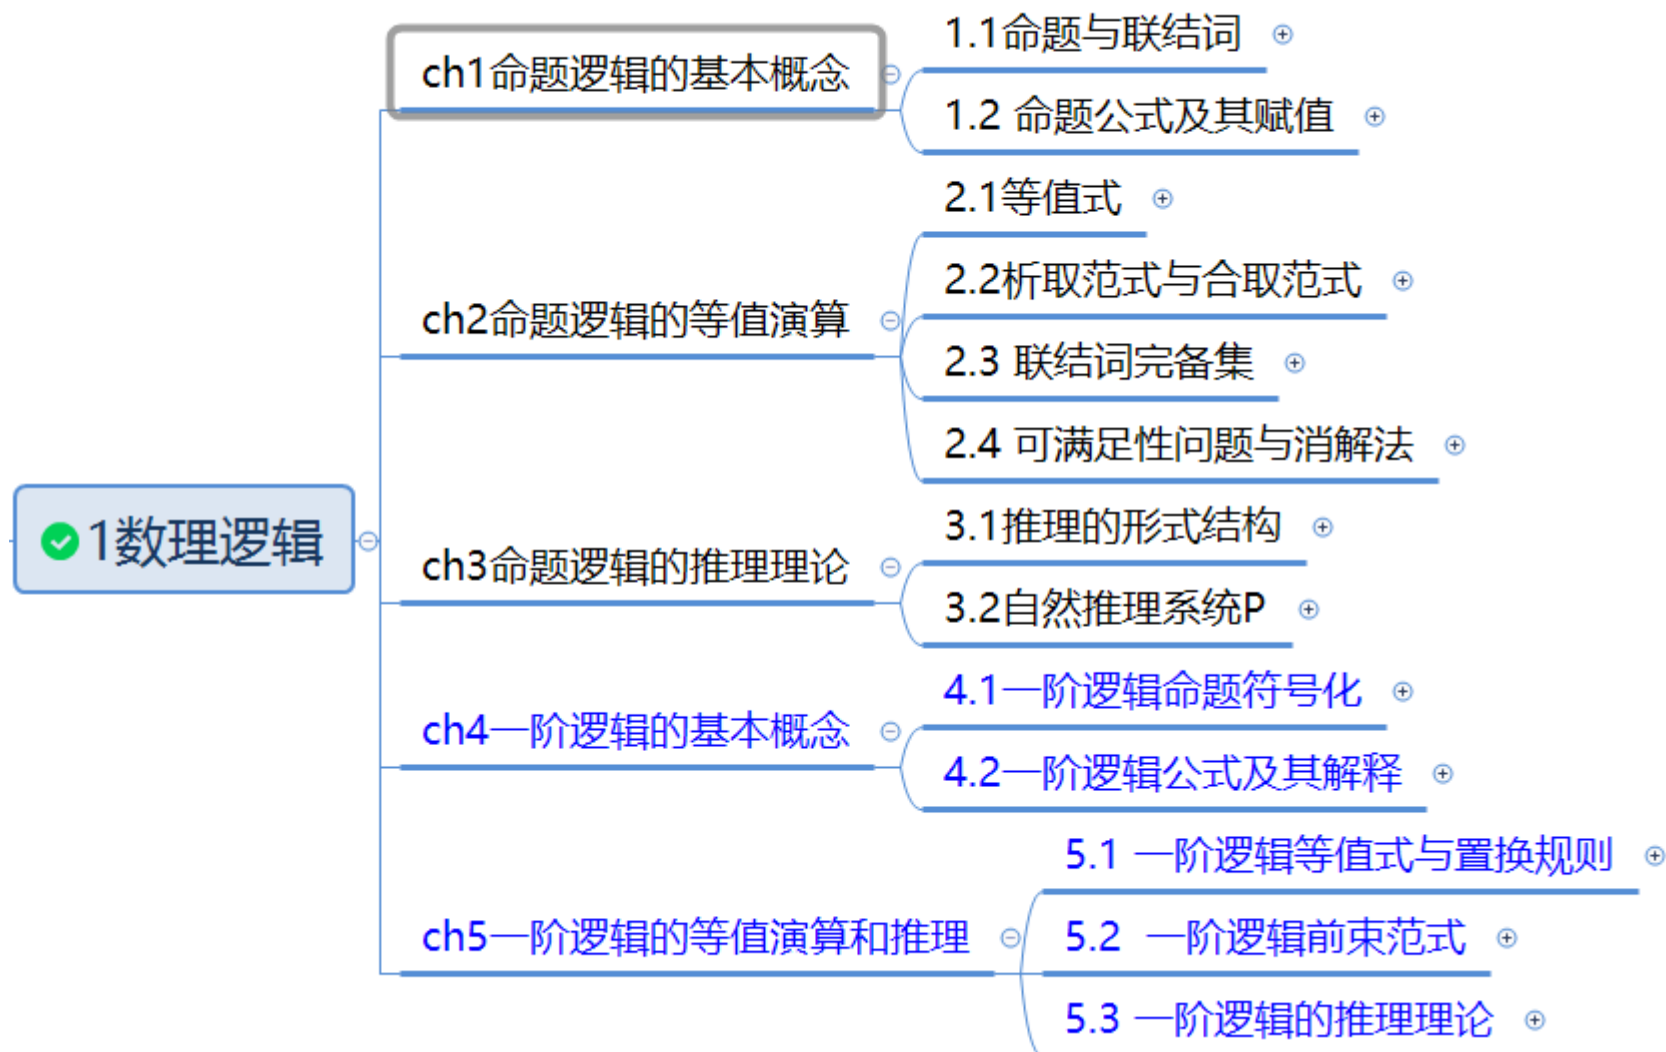 1数理逻辑
ch1命题逻辑的基本概念
1.1命题与联结词
1.2 命题公式及其赋值
ch2命题逻辑的等值演算
2.1等值式
2.2析取范式与合取范式
2.3 联结词完备集
2.4 可满足性问题与消解法
ch3命题逻辑的推理理论
3.1推理的形式结构
3.2自然推理系统P
ch4一阶逻辑的基本概念
4.1一阶逻辑命题符号化
4.2一阶逻辑公式及其解释
ch5一阶逻辑的等值演算和推理
5.1 一阶逻辑等值式与置换规则
5.2 一阶逻辑前束范式
5.3 一阶逻辑的推理理论